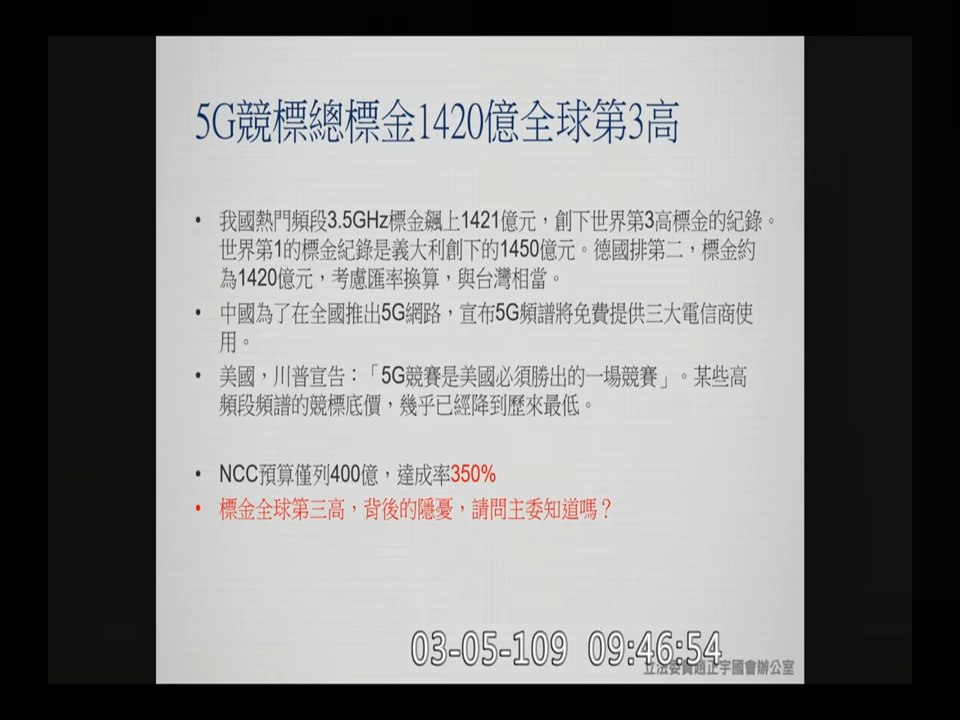 5G競標總標金1420億全球第3高
• 我國熱門頻段3.5GHz標金飆上1421億元，創下世界第3高標金的紀錄。
世界第1的標金紀錄是義大利創下的1450億元。德國排第二，標金約
為1420億元，考慮匯率換算，與台灣相當。
• 中國為了在全國推出5G網路，宣布5G頻譜將免費提供三大電信商使
用。
• 美國，川普宣告：「5G競賽是美國必須勝出的一場競賽」。某些高
頻段頻譜的競標底價，幾乎已經降到歷來最低。
• NCC預算僅列400億，達成率350%
• 標金全球第三高，背後的隱憂，請問主委知道嗎？
03-05-109 09:46:54
立法委員趙正宇國會辦公室